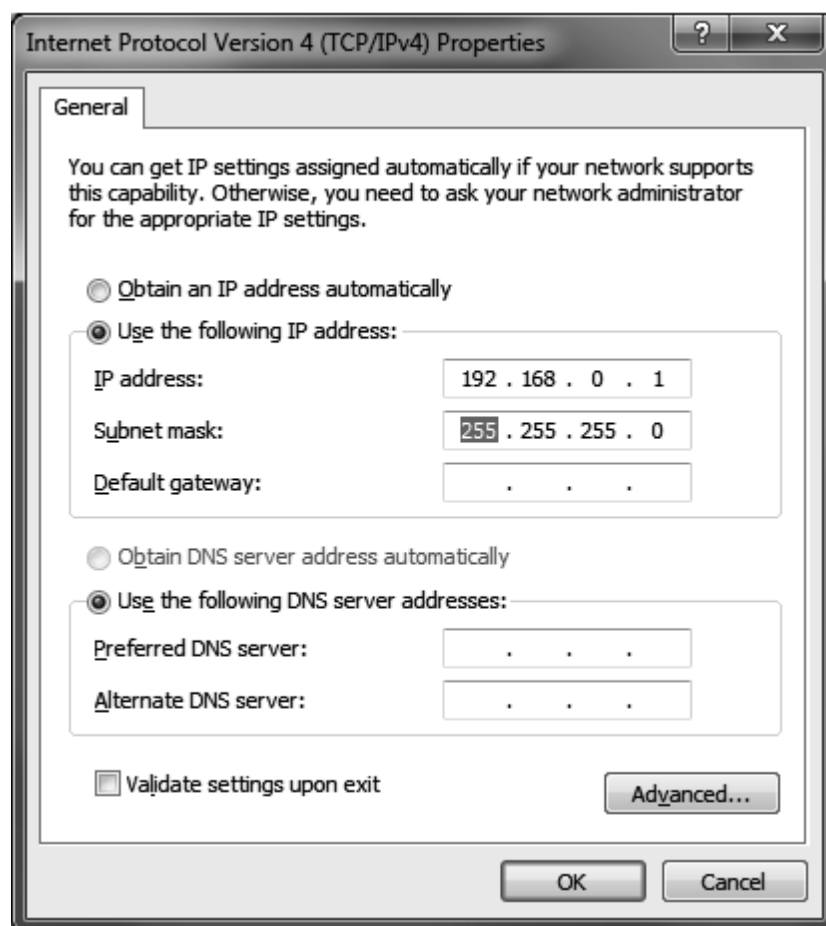 Internet Protocol Version 4 (TCP/IPv4) Properties
?
x
General
You can get IP settings assigned automatically if your network supports
this capability. Otherwise, you need to ask your network administrator
for the appropriate IP settings.
Obtain an IP address automatically
Use the following IP address:
IP address: 192 . 168 . 0 . 1
Subnet mask: 255 . 255 . 255 . 0
Default gateway: . . .
Obtain DNS server address automatically
Use the following DNS server addresses:
Preferred DNS server: . . .
Alternate DNS server: . . .
Validate settings upon exit
Advanced...
OK Cancel